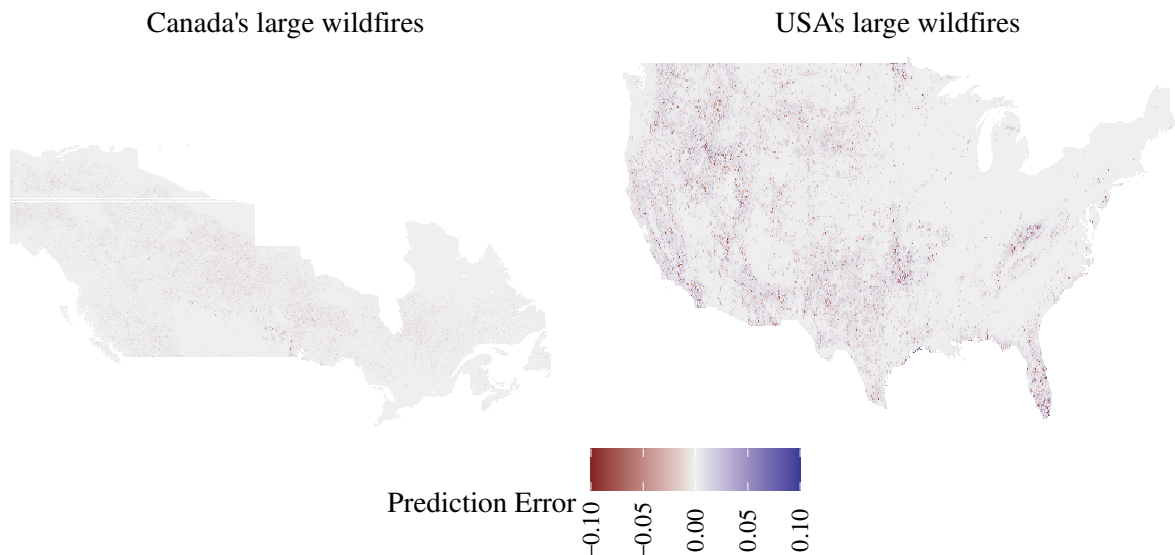 Canada's large wildfires
USA's large wildfires
Prediction Error
−0.10
−0.05
0.00
0.05
0.10